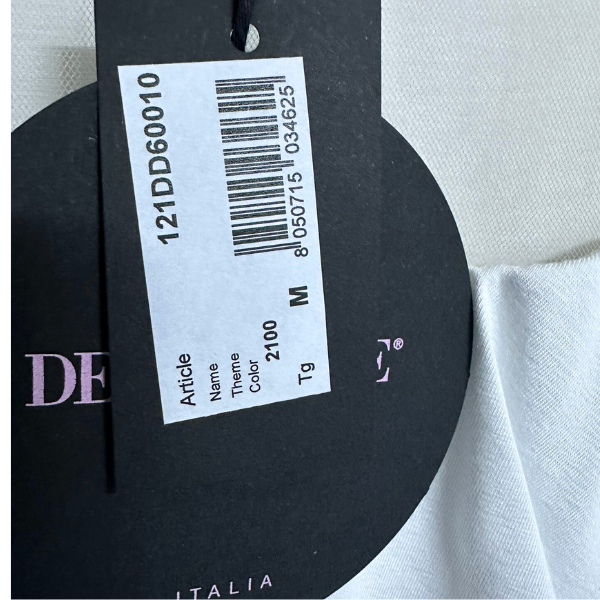 Article 121DD60010
Name
Theme
Color 2100
Tg M
8 050715 034625
DE
E®
ITALIA